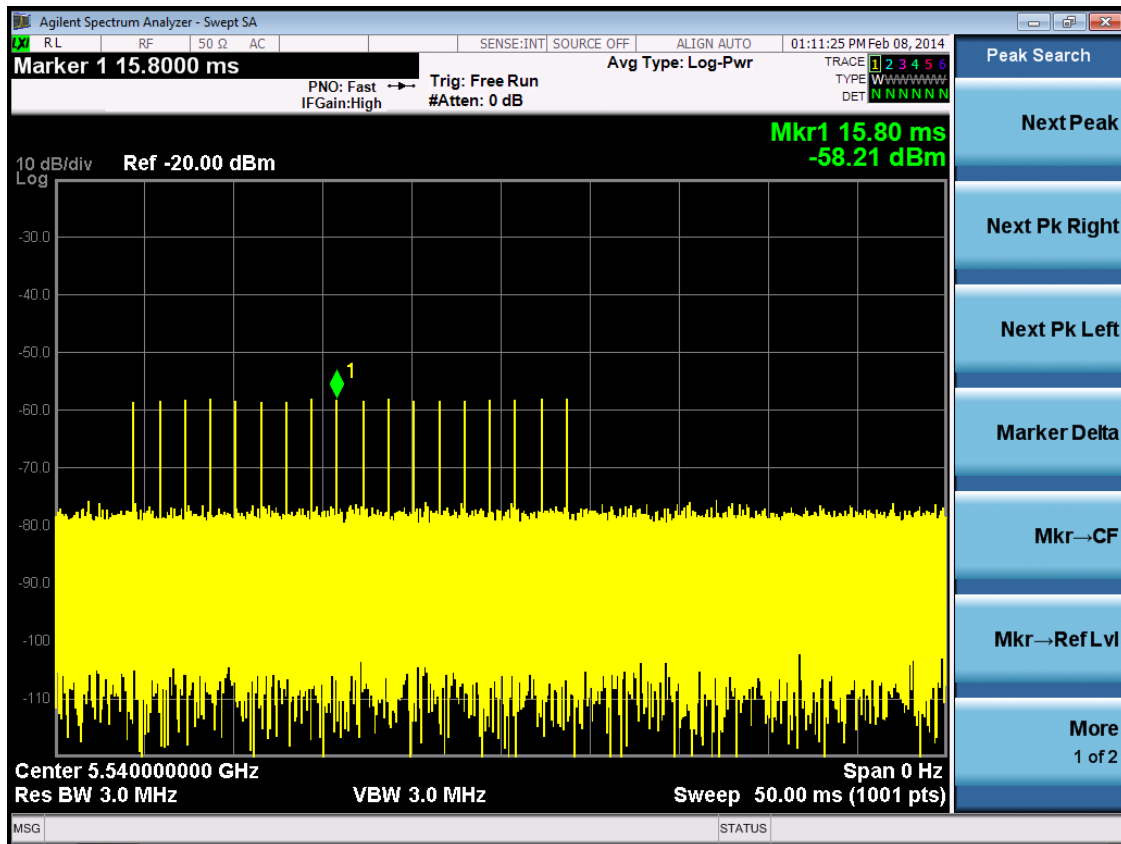 Agilent Spectrum Analyzer - Swept SA
LXI RL RF 50 Ω AC SENSE:INT SOURCE OFF ALIGN AUTO 01:11:25 PM Feb 08, 2014
Marker 1 15.8000 ms
PNO: Fast
IFGain:High
Trig: Free Run
#Atten: 0 dB
Avg Type: Log-Pwr
TRACE 1 2 3 4 5 6
TYPE WWWWWW
DET N N N N N N
Mkr1 15.80 ms
-58.21 dBm
10 dB/div Ref -20.00 dBm
Log
-30.0
-40.0
-50.0
1
-60.0
-70.0
-80.0
-90.0
-100
-110
Center 5.540000000 GHz Span 0 Hz
Res BW 3.0 MHz VBW 3.0 MHz Sweep 50.00 ms (1001 pts)
MSG STATUS
Peak Search
Next Peak
Next Pk Right
Next Pk Left
Marker Delta
Mkr→CF
Mkr→Ref Lvl
More
1 of 2